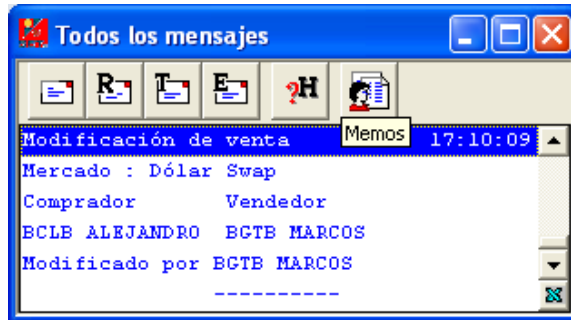 Todos los mensajes
R T E ?H
Memos
Modificación de venta 17:10:09
Mercado : Dólar Swap
Comprador Vendedor
BCLB ALEJANDRO BGTB MARCOS
Modificado por BGTB MARCOS
----------